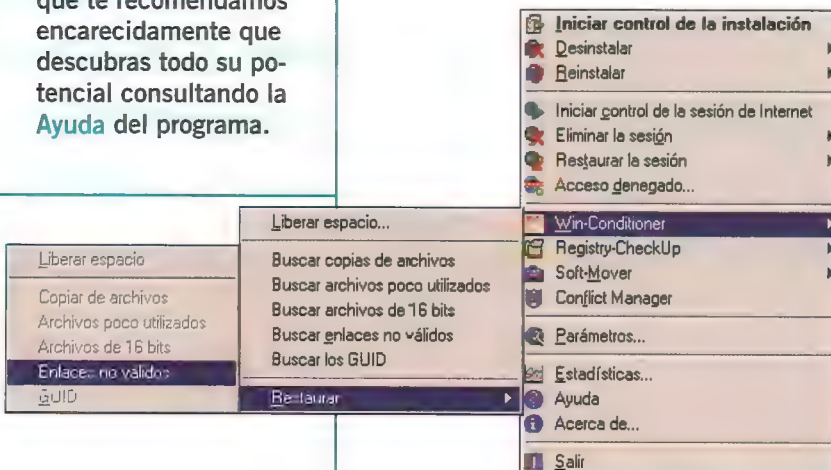 que te recomendamos
encarecidamente que
descubras todo su po-
tencial consultando la
Ayuda del programa.
Iniciar control de la instalación
Desinstalar
Reinstalar
Iniciar control de la sesión de Internet
Eliminar la sesión
Restaurar la sesión
Acceso denegado...
Win-Conditioner
Registry-CheckUp
Soft-Mover
Conflict Manager
Parámetros...
Estadísticas...
Ayuda
Acerca de...
Salir
Liberar espacio...
Buscar copias de archivos
Buscar archivos poco utilizados
Buscar archivos de 16 bits
Buscar enlaces no válidos
Buscar los GUID
Restaurar
Liberar espacio
Copiar de archivos
Archivos poco utilizados
Archivos de 16 bits
Enlaces no válidos
GUID